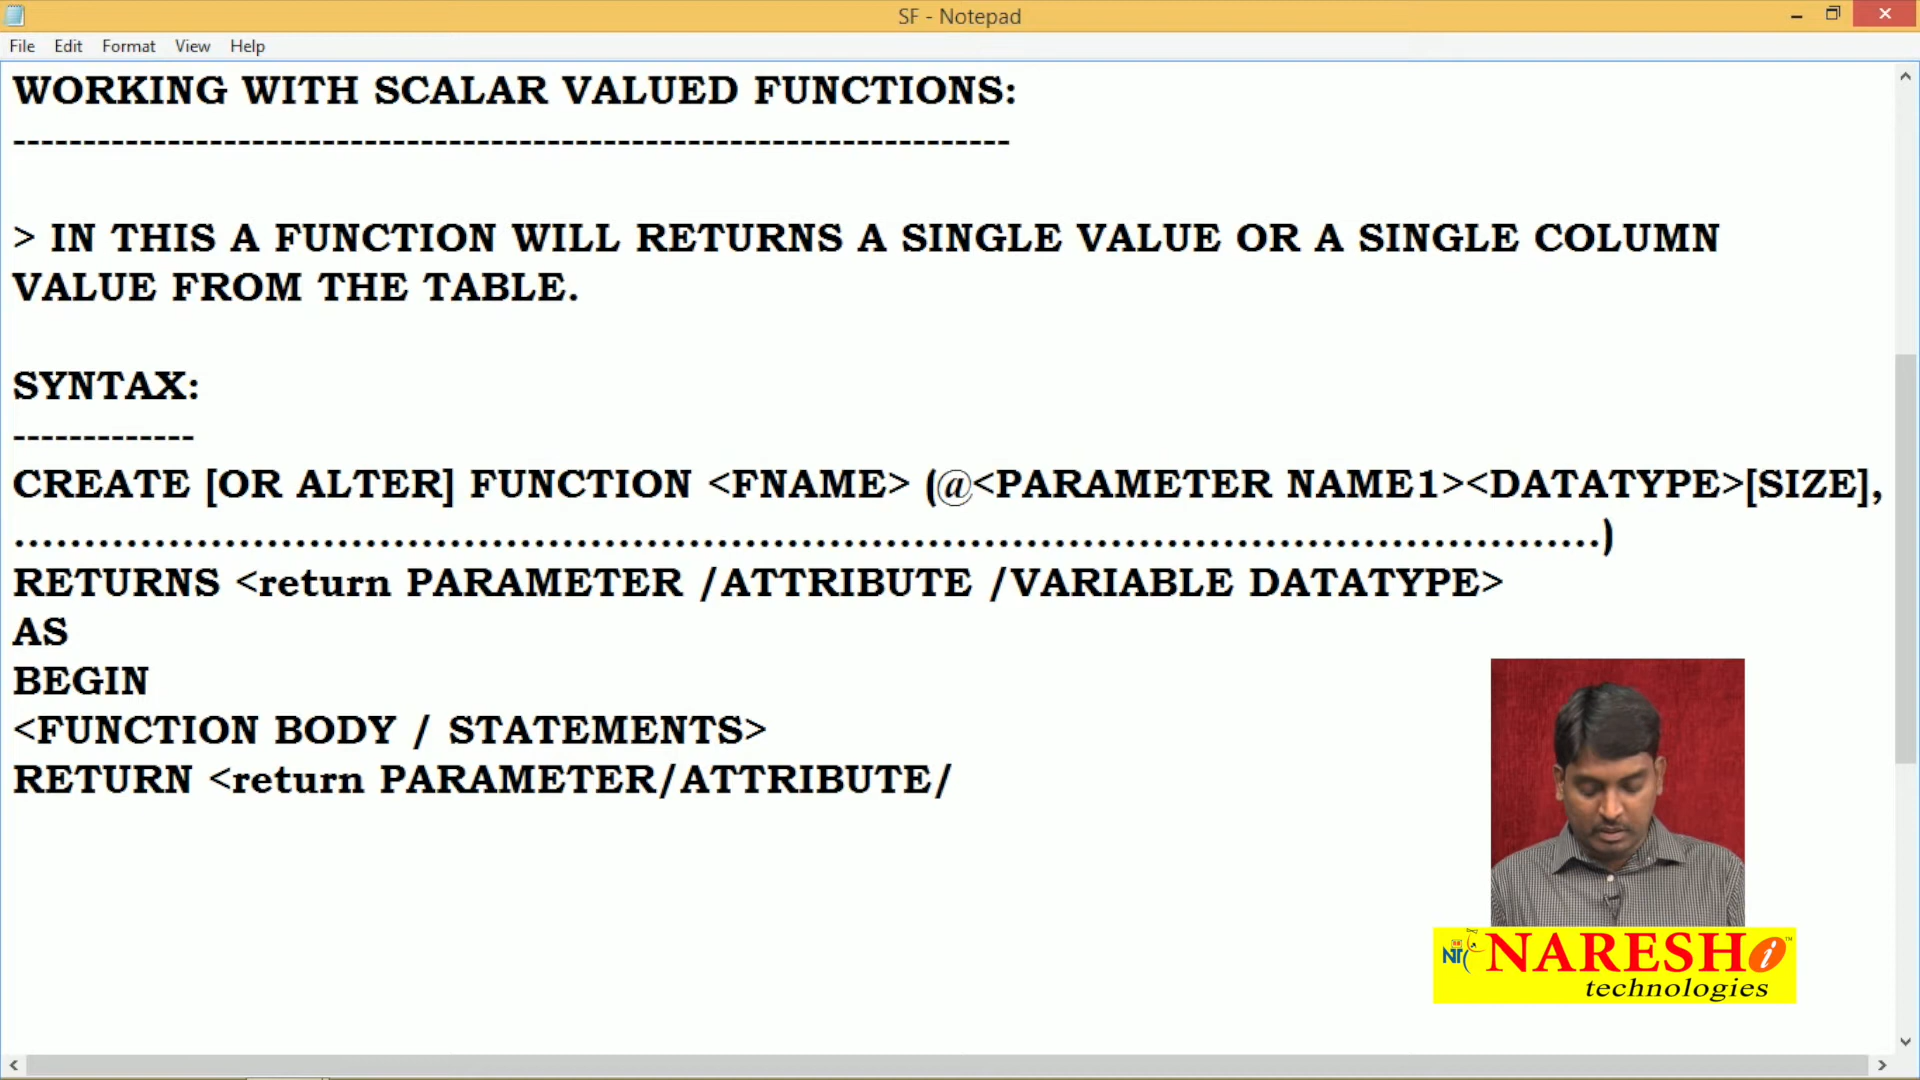 SF - Notepad
File Edit Format View Help
WORKING WITH SCALAR VALUED FUNCTIONS:
-----------------------------------------------------------------------
> IN THIS A FUNCTION WILL RETURNS A SINGLE VALUE OR A SINGLE COLUMN
VALUE FROM THE TABLE.
SYNTAX:
-------------
CREATE [OR ALTER] FUNCTION <FNAME> (@<PARAMETER NAME1><DATATYPE>[SIZE],
.................................................................................................................)
RETURNS <return PARAMETER /ATTRIBUTE /VARIABLE DATATYPE>
AS
BEGIN
<FUNCTION BODY / STATEMENTS>
RETURN <return PARAMETER/ATTRIBUTE/
NARESHi
technologies